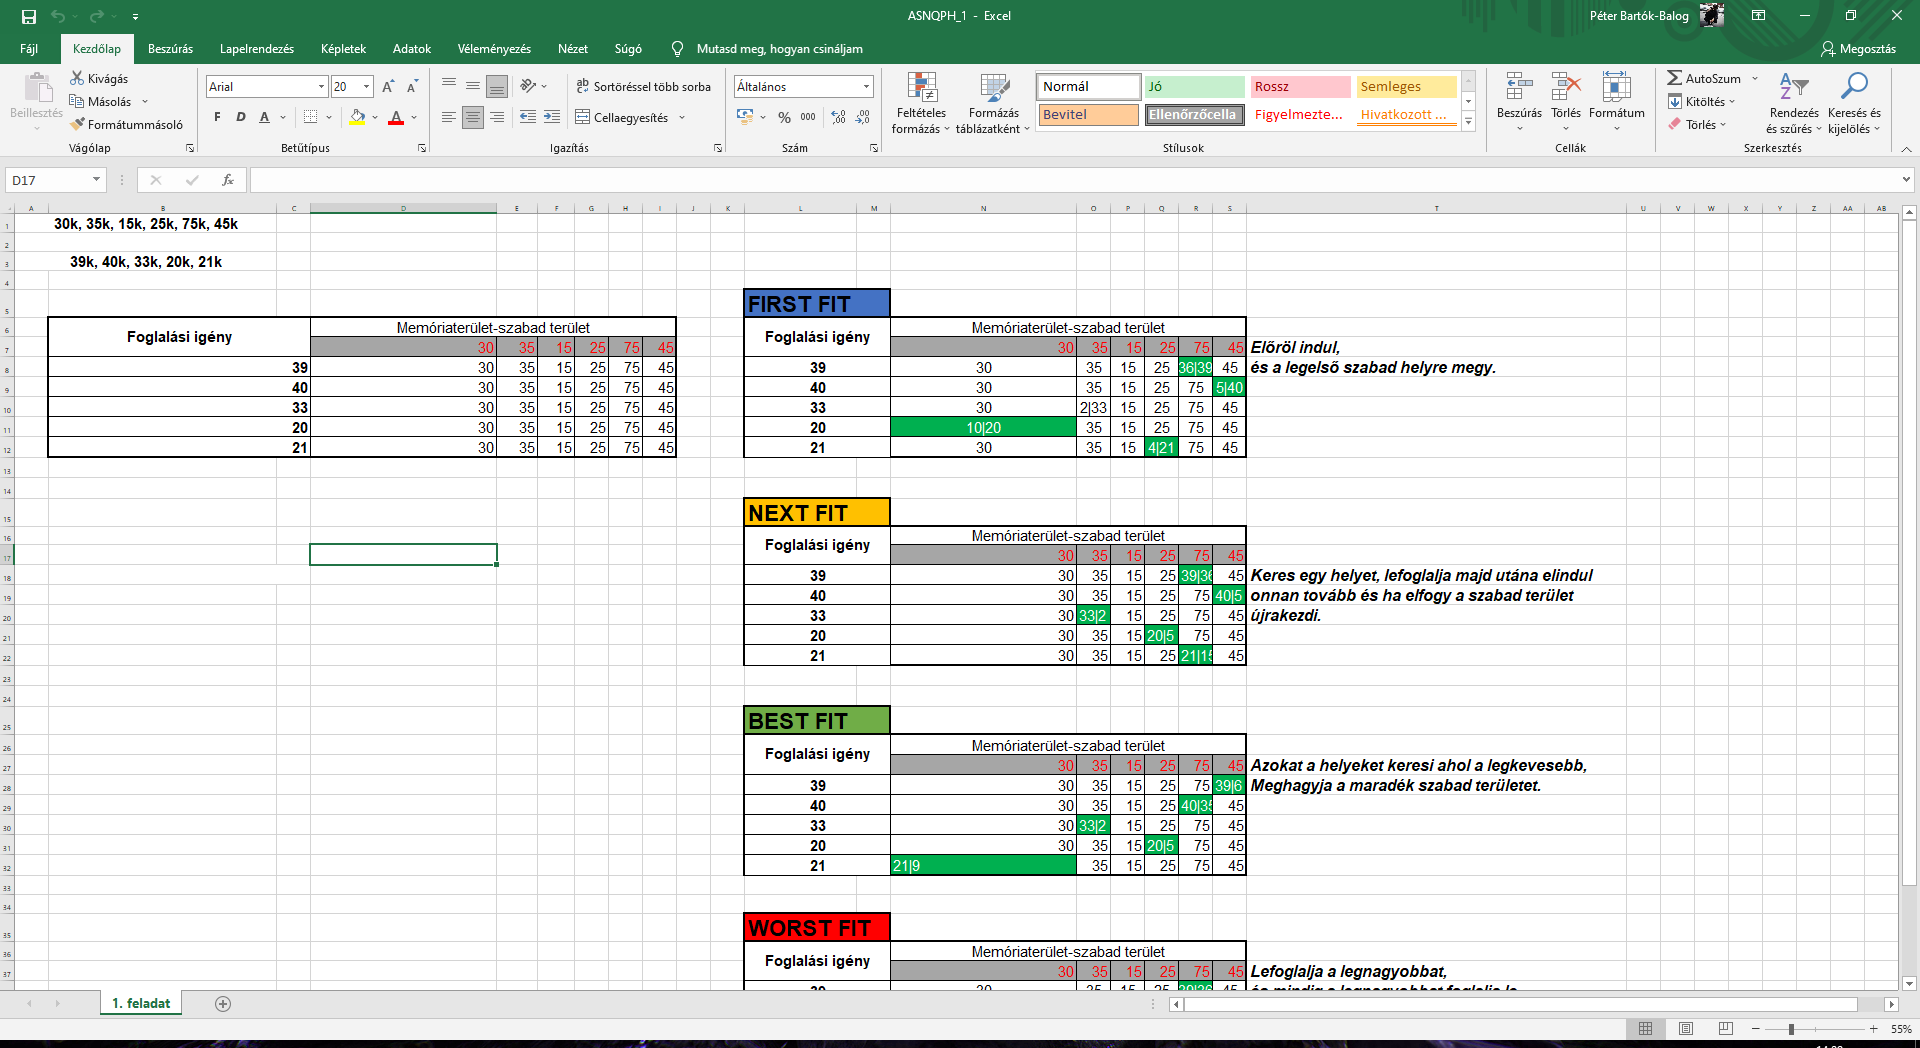 ASNQPH_1 - Excel
Péter Bartók-Balog
Fájl Kezdőlap Beszúrás Lapelrendezés Képletek Adatok Véleményezés Nézet Súgó Mutasd meg, hogyan csináljam Megosztás
Beillesztés
Kivágás
Másolás
Formátummásoló
Vágólap
Arial 20
F D A
Betűtípus
Sortöréssel több sorba
Cellaegyesítés
Igazítás
Általános
% 000
Szám
Feltételes formázás
Formázás táblázatként
Normál Jó Rossz Semleges
Bevitel Ellenőrzőcella Figyelmezte... Hivatkozott ...
Stílusok
Beszúrás Törlés Formátum
Cellák
AutoSzum
Kitöltés
Törlés
Rendezés és szűrés
Keresés és kijelölés
Szerkesztés
D17
fx
A B C D E F G H I J K L M N O P Q R S T U V W X Y Z AA AB
30k, 35k, 15k, 25k, 75k, 45k
39k, 40k, 33k, 20k, 21k
Foglalási igény Memóriaterület-szabad terület
30 35 15 25 75 45
39 30 35 15 25 75 45
40 30 35 15 25 75 45
33 30 35 15 25 75 45
20 30 35 15 25 75 45
21 30 35 15 25 75 45
FIRST FIT
Foglalási igény Memóriaterület-szabad terület
30 35 15 25 75 45 Előröl indul,
39 30 35 15 25 36|39 45 és a legelső szabad helyre megy.
40 30 35 15 25 75 5|40
33 30 2|33 15 25 75 45
20 10|20 35 15 25 75 45
21 30 35 15 4|21 75 45
NEXT FIT
Foglalási igény Memóriaterület-szabad terület
30 35 15 25 75 45
39 30 35 15 25 39|36 45 Keres egy helyet, lefoglalja majd utána elindul
40 30 35 15 25 75 40|5 onnan tovább és ha elfogy a szabad terület
33 30 33|2 15 25 75 45 újrakezdi.
20 30 35 15 20|5 75 45
21 30 35 15 25 21|15 45
BEST FIT
Foglalási igény Memóriaterület-szabad terület
30 35 15 25 75 45 Azokat a helyeket keresi ahol a legkevesebb,
39 30 35 15 25 75 39|6 Meghagyja a maradék szabad területet.
40 30 35 15 25 40|35 45
33 30 33|2 15 25 75 45
20 30 35 15 20|5 75 45
21 21|9 35 15 25 75 45
WORST FIT
Foglalási igény Memóriaterület-szabad terület
30 35 15 25 75 45 Lefoglalja a legnagyobbat,
1. feladat
55%